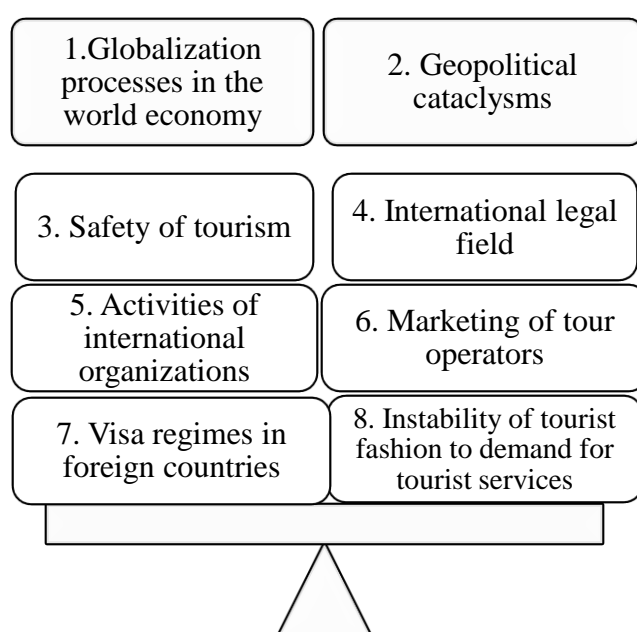 1.Globalization
processes in the
world economy
2. Geopolitical
cataclysms
3. Safety of tourism
4. International legal
field
5. Activities of
international
organizations
6. Marketing of tour
operators
7. Visa regimes in
foreign countries
8. Instability of tourist
fashion to demand for
tourist services